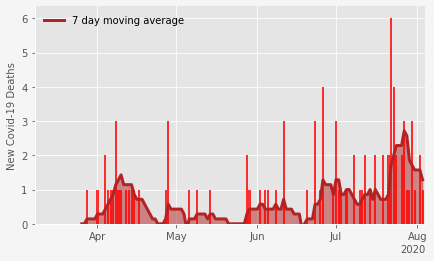 7 day moving average
New Covid-19 Deaths
6
5
4
3
2
1
0
Apr
May
Jun
Jul
Aug
2020